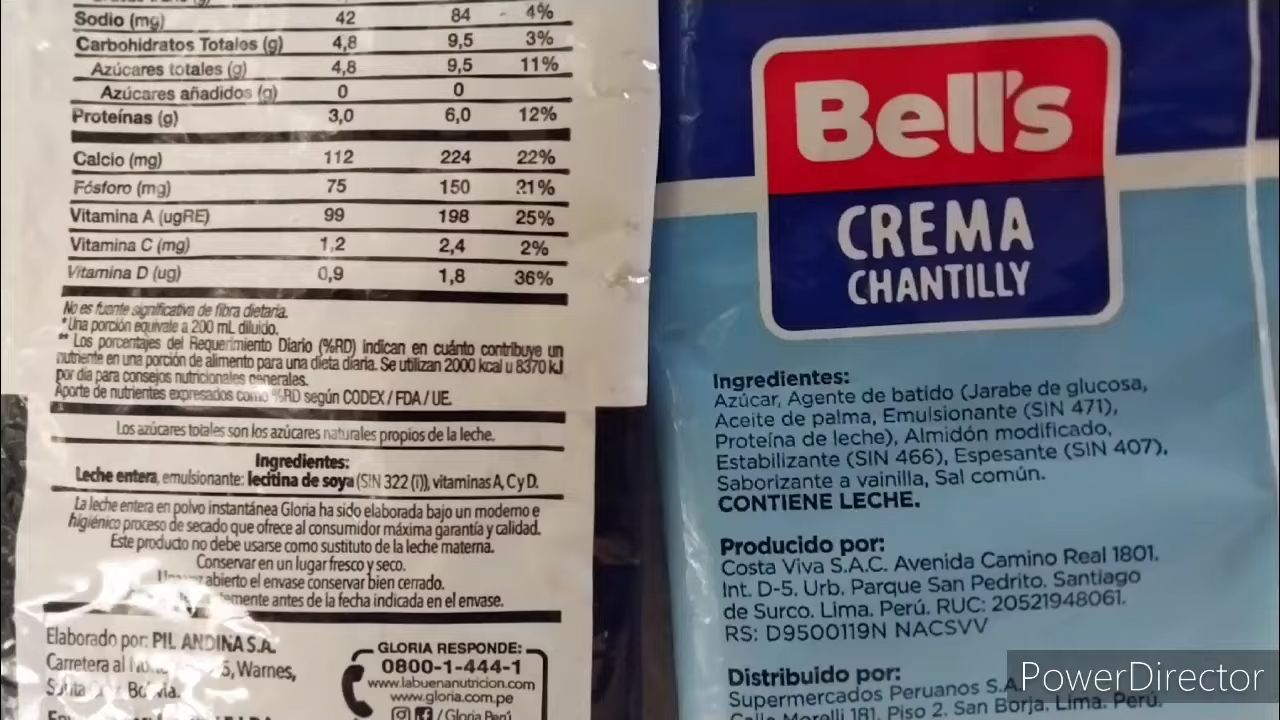 Sodio (mg) 42 84 4%
Carbohidratos Totales (g) 4,8 9,5 3%
Azúcares totales (g) 4,8 9,5 11%
Azúcares añadidos (g) 0 0
Proteínas (g) 3,0 6,0 12%
Calcio (mg) 112 224 22%
Fósforo (mg) 75 150 21%
Vitamina A (ugRE) 99 198 25%
Vitamina C (mg) 1,2 2,4 2%
Vitamina D (ug) 0,9 1,8 36%
No es fuente significativa de fibra dietaria.
*Una porción equivale a 200 mL diluido.
** Los porcentajes del Requerimiento Diario (%RD) indican en cuánto contribuye un
nutriente en una porción de alimento para una dieta diaria. Se utilizan 2000 kcal u 8370 kJ
por día para consejos nutricionales generales.
Aporte de nutrientes expresados como %RD según CODEX / FDA / UE.
Los azúcares totales son los azúcares naturales propios de la leche.
Ingredientes:
Leche entera, emulsionante: lecitina de soya (SIN 322 (i)), vitaminas A, C y D.
La leche entera en polvo instantánea Gloria ha sido elaborada bajo un moderno e
higiénico proceso de secado que ofrece al consumidor máxima garantía y calidad.
Este producto no debe usarse como sustituto de la leche materna.
Conservar en un lugar fresco y seco.
abierto el envase conservar bien cerrado.
antes de la fecha indicada en el envase.
Elaborado por: PIL ANDINA S.A.
Carretera al Warnes,
GLORIA RESPONDE:
0800-1-444-1
www.labuenanutricion.com
www.gloria.com.pe
/ Gloria Perú
Bell's
CREMA
CHANTILLY
Ingredientes:
Azúcar, Agente de batido (Jarabe de glucosa,
Aceite de palma, Emulsionante (SIN 471),
Proteína de leche), Almidón modificado,
Estabilizante (SIN 466), Espesante (SIN 407),
Saborizante a vainilla, Sal común.
CONTIENE LECHE.
Producido por:
Costa Viva S.A.C. Avenida Camino Real 1801.
Int. D-5. Urb. Parque San Pedrito. Santiago
de Surco. Lima. Perú. RUC: 20521948061.
RS: D9500119N NACSVV
Distribuido por:
Supermercados Peruanos S.A.
Calle Morelli 181. Piso 2. San Borja. Lima. Perú.
PowerDirector